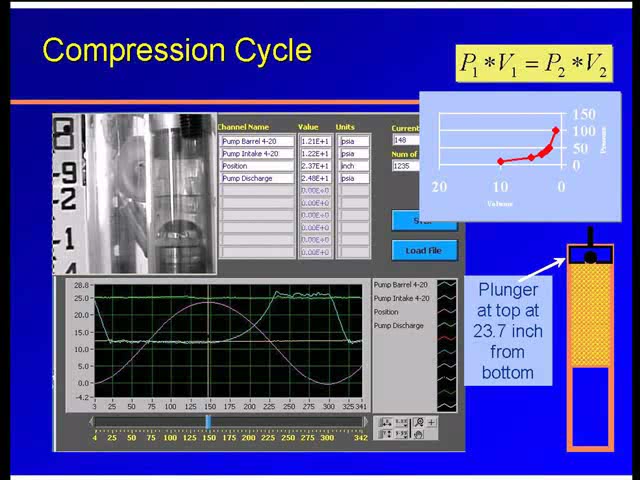 Compression Cycle
P1 * V1 = P2 * V2
Channel Name Value Units
Pump Barrel 4-20 1.21E+1 psia
Pump Intake 4-20 1.22E+1 psia
Position 2.37E+1 inch
Pump Discharge 2.48E+1 psia
0.00E+0
0.00E+0
0.00E+0
0.00E+0
0.00E+0
0.00E+0
Current
148
Num of
1235
Load File
150
100
50
0
Pressure
20 10 0
Volume
9
2
1
28.8
25.0
20.0
15.0
10.0
5.0
0.0
-4.2
3 25 50 75 100 125 150 175 200 225 250 275 300 325 341
Pump Barrel 4-20
Pump Intake 4-20
Position
Pump Discharge
4 25 50 75 100 125 150 175 200 225 250 275 300 342
Plunger
at top at
23.7 inch
from
bottom